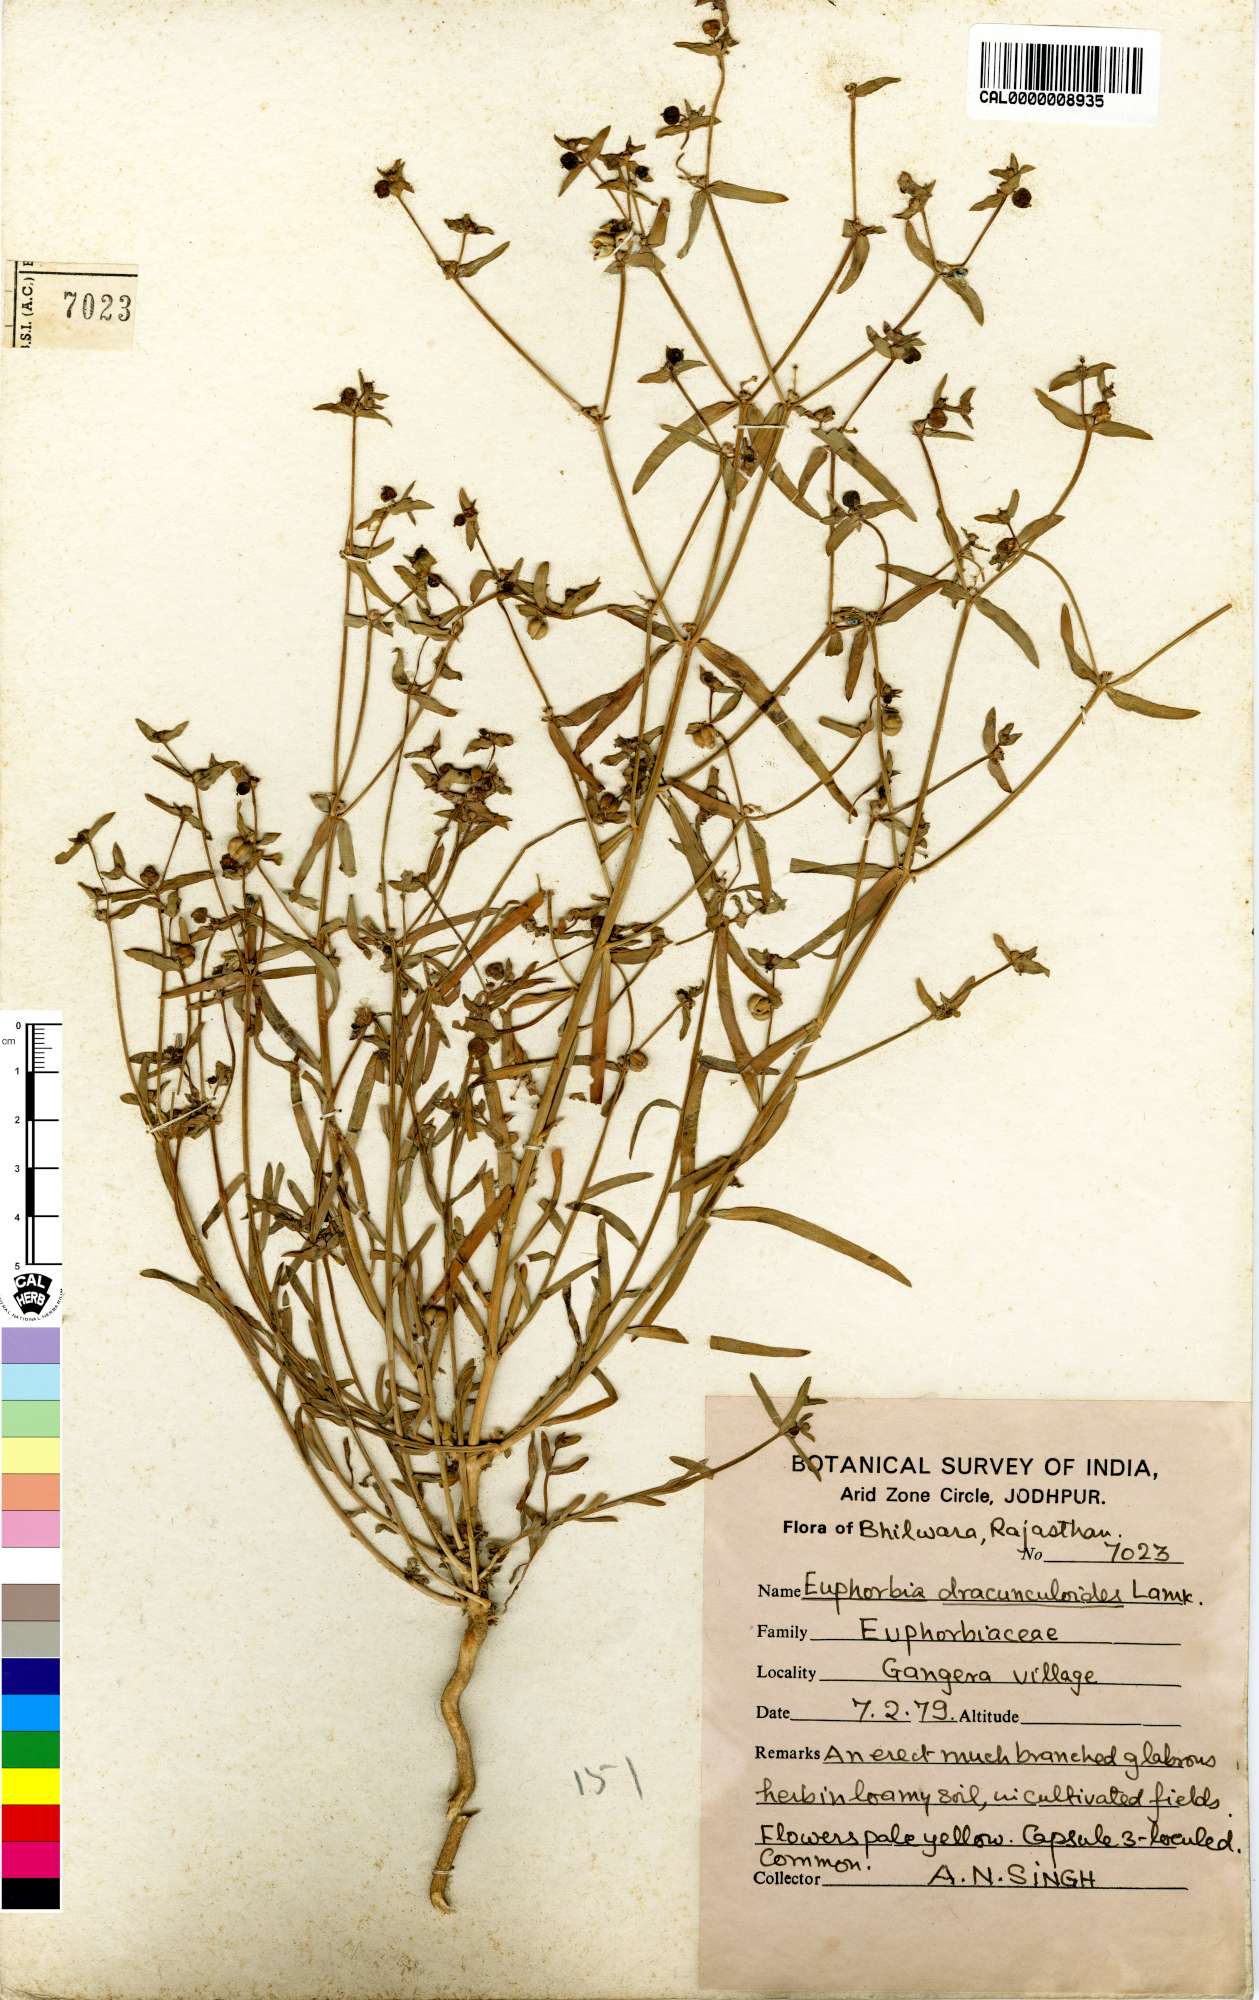 CAL0000008935
.S.I. (A.C.)
7023
0
cm
1
2
3
4
5
CAL
HERB
BOTANICAL SURVEY OF INDIA,
Arid Zone Circle, JODHPUR.
Flora of Bhilwara, Rajasthan.
No 7023
Name Euphorbia dracunculoides Lamk.
Family Euphorbiaceae
Locality Gangera village
Date 7.2.79. Altitude
Remarks An erect much branched glabrous
herb in loamy soil, in cultivated fields.
Flowers pale yellow. Capsule 3-loculed.
Common.
Collector A.N. SINGH
151